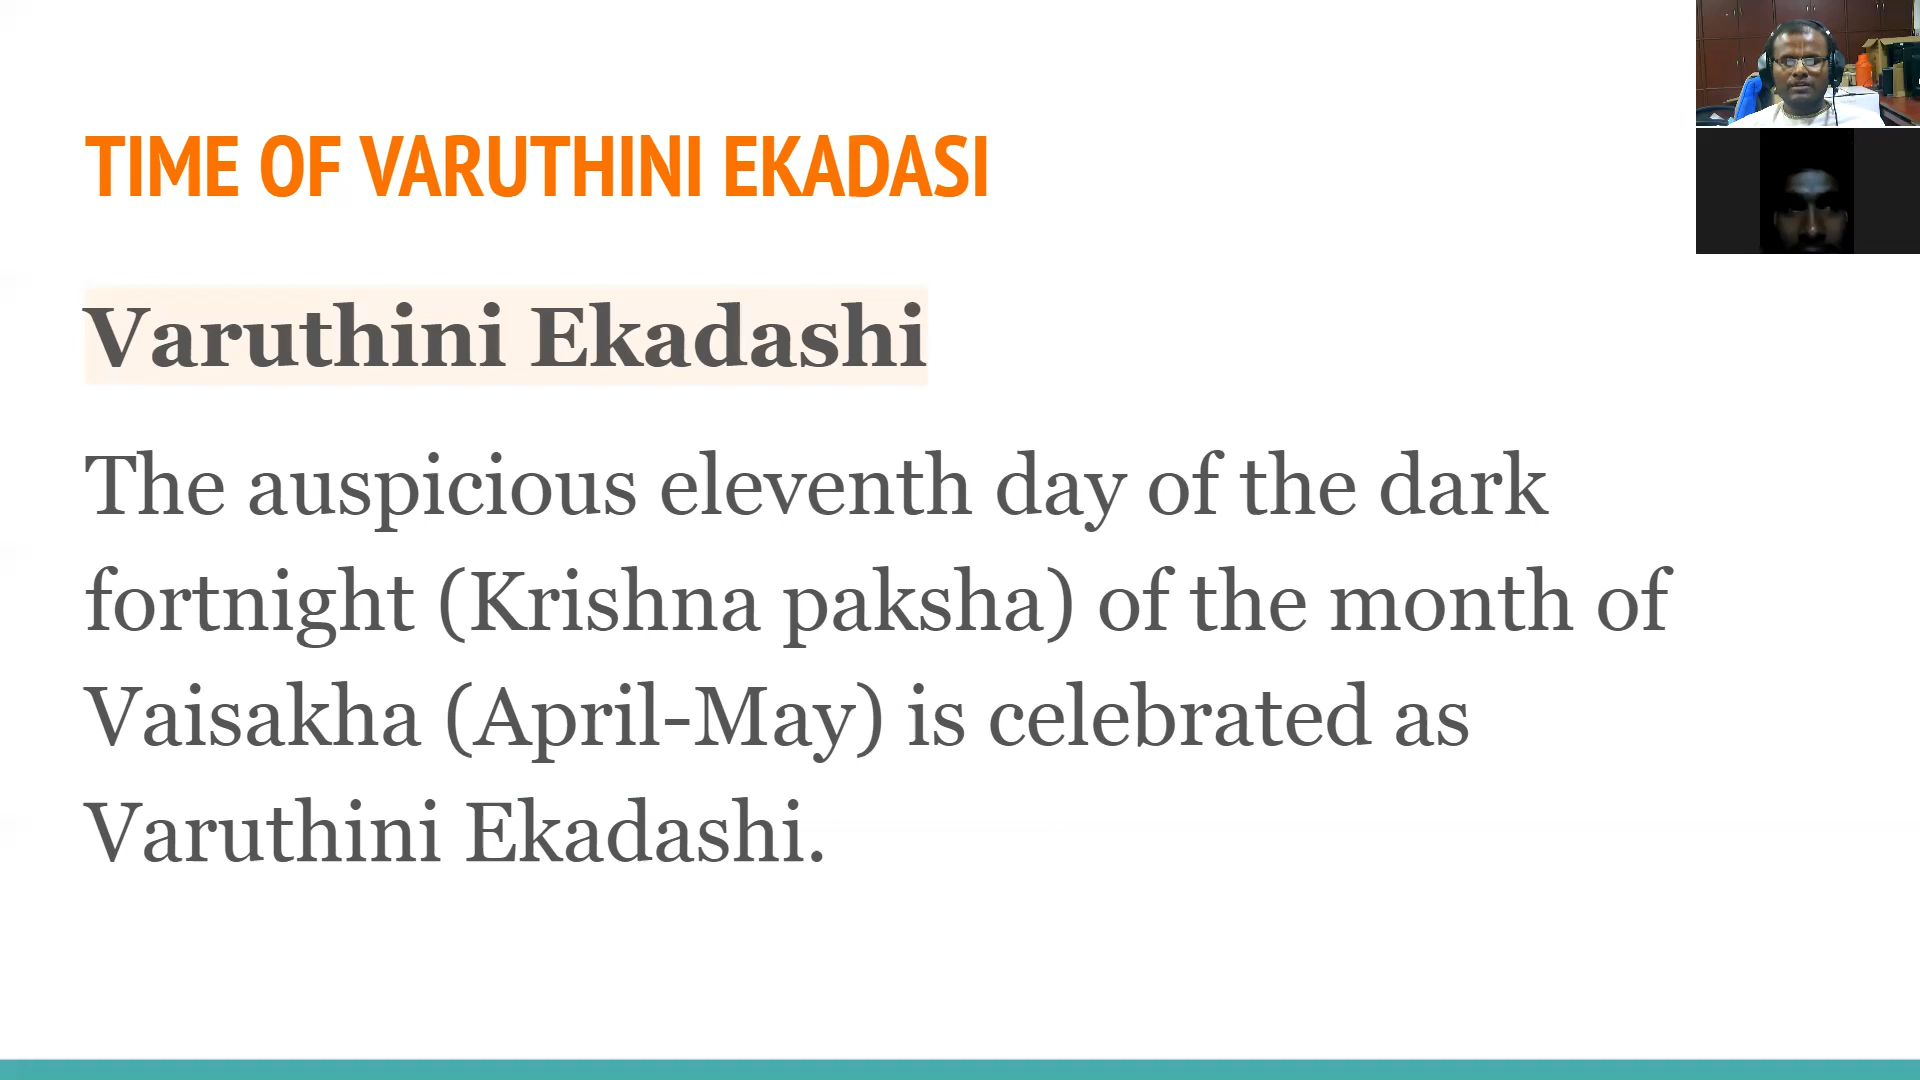 TIME OF VARUTHINI EKADASI
Varuthini Ekadashi
The auspicious eleventh day of the dark
fortnight (Krishna paksha) of the month of
Vaisakha (April-May) is celebrated as
Varuthini Ekadashi.